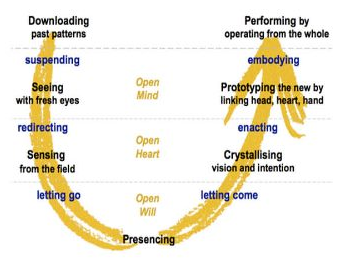 Downloading
past patterns
suspending
Seeing
with fresh eyes
redirecting
Sensing
from the field
letting go
Open
Mind
Open
Heart
Open
Will
Presencing
Performing by
operating from the whole
embodying
Prototyping the new by
linking head, heart, hand
enacting
Crystallising
vision and intention
letting come